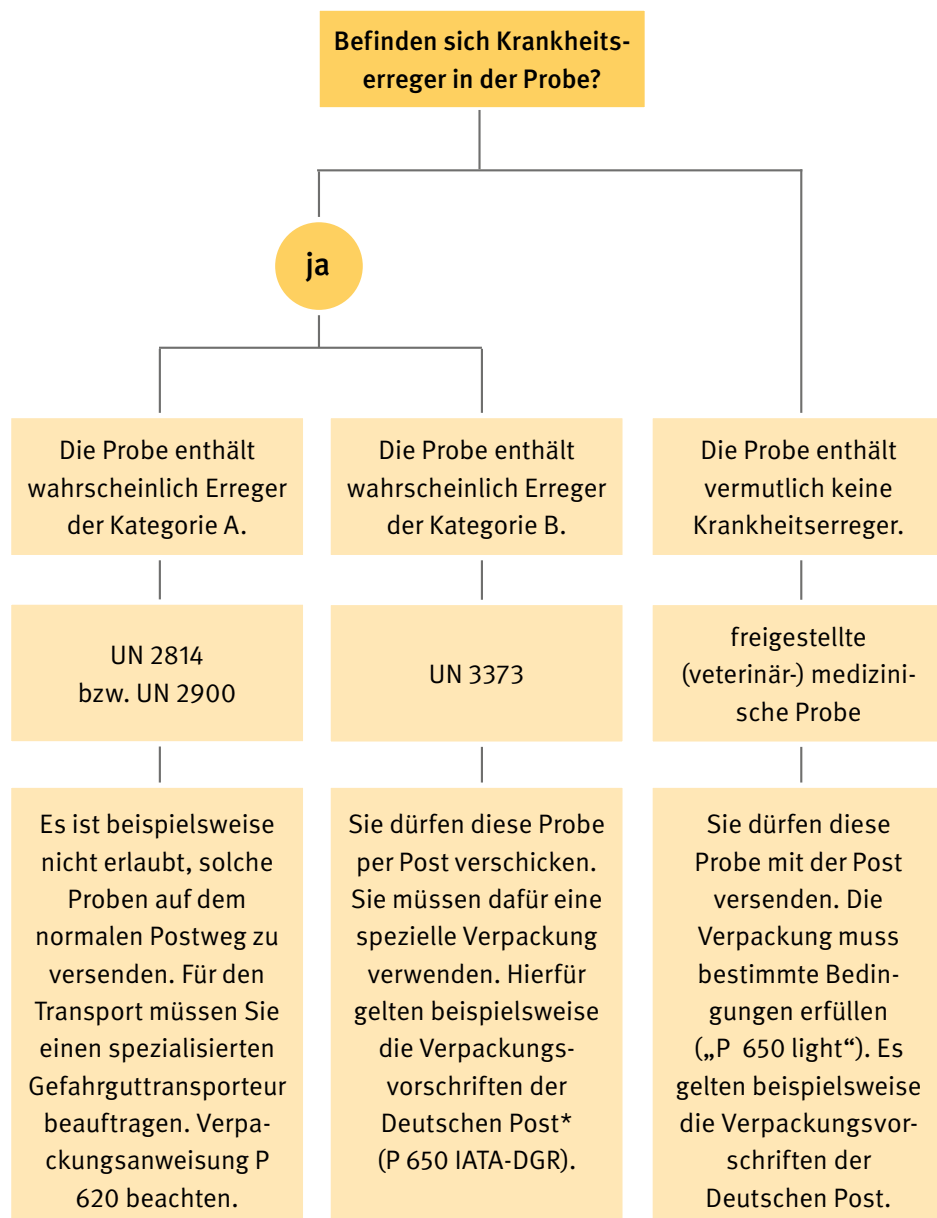 Befinden sich Krankheits-
erreger in der Probe?
ja
Die Probe enthält
wahrscheinlich Erreger
der Kategorie A.
Die Probe enthält
wahrscheinlich Erreger
der Kategorie B.
Die Probe enthält
vermutlich keine
Krankheitserreger.
UN 2814
bzw. UN 2900
UN 3373
freigestellte
(veterinär-) medizini-
sche Probe
Es ist beispielsweise
nicht erlaubt, solche
Proben auf dem
normalen Postweg zu
versenden. Für den
Transport müssen Sie
einen spezialisierten
Gefahrguttransporteur
beauftragen. Verpa-
ckungsanweisung P
620 beachten.
Sie dürfen diese Probe
per Post verschicken.
Sie müssen dafür eine
spezielle Verpackung
verwenden. Hierfür
gelten beispielsweise
die Verpackungs-
vorschriften der
Deutschen Post*
(P 650 IATA-DGR).
Sie dürfen diese
Probe mit der Post
versenden. Die
Verpackung muss
bestimmte Bedin-
gungen erfüllen
(„P 650 light“). Es
gelten beispielsweise
die Verpackungsvor-
schriften der
Deutschen Post.